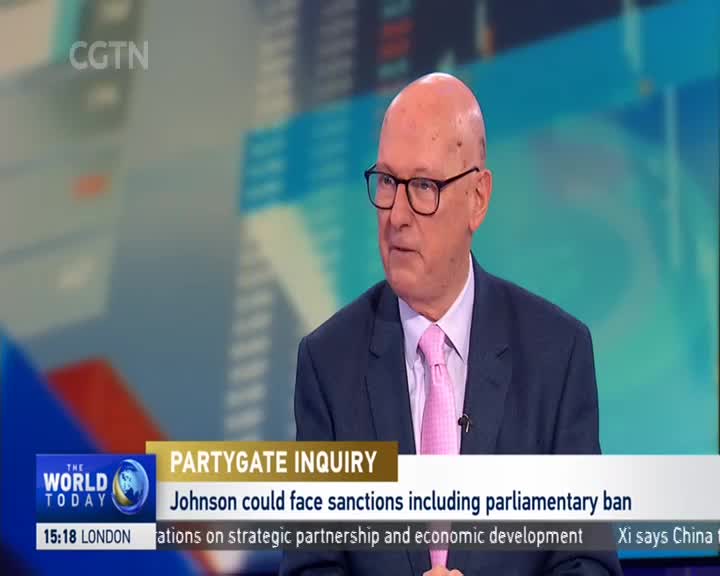 CGTN
PARTYGATE INQUIRY
THE
WORLD
TODAY
Johnson could face sanctions including parliamentary ban
15:18 LONDON
rations on strategic partnership and economic development Xi says China